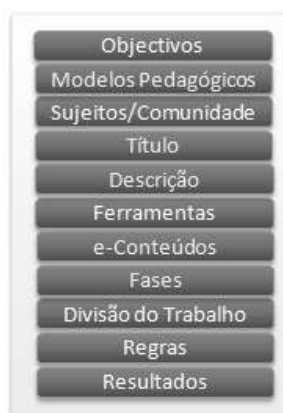 Objectivos
Modelos Pedagógicos
Sujeitos/Comunidade
Título
Descrição
Ferramentas
e-Conteúdos
Fases
Divisão do Trabalho
Regras
Resultados